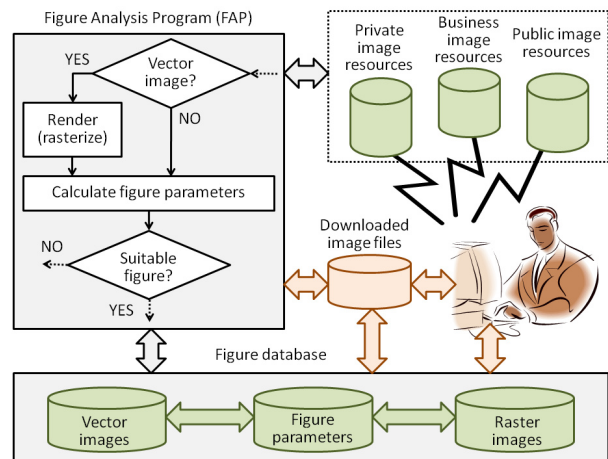 Figure Analysis Program (FAP)
YES
Vector
image?
NO
Render
(rasterize)
Calculate figure parameters
NO
Suitable
figure?
YES
Private
image
resources
Business
image
resources
Public image
resources
Downloaded
image files
Figure database
Vector
images
Figure
parameters
Raster
images